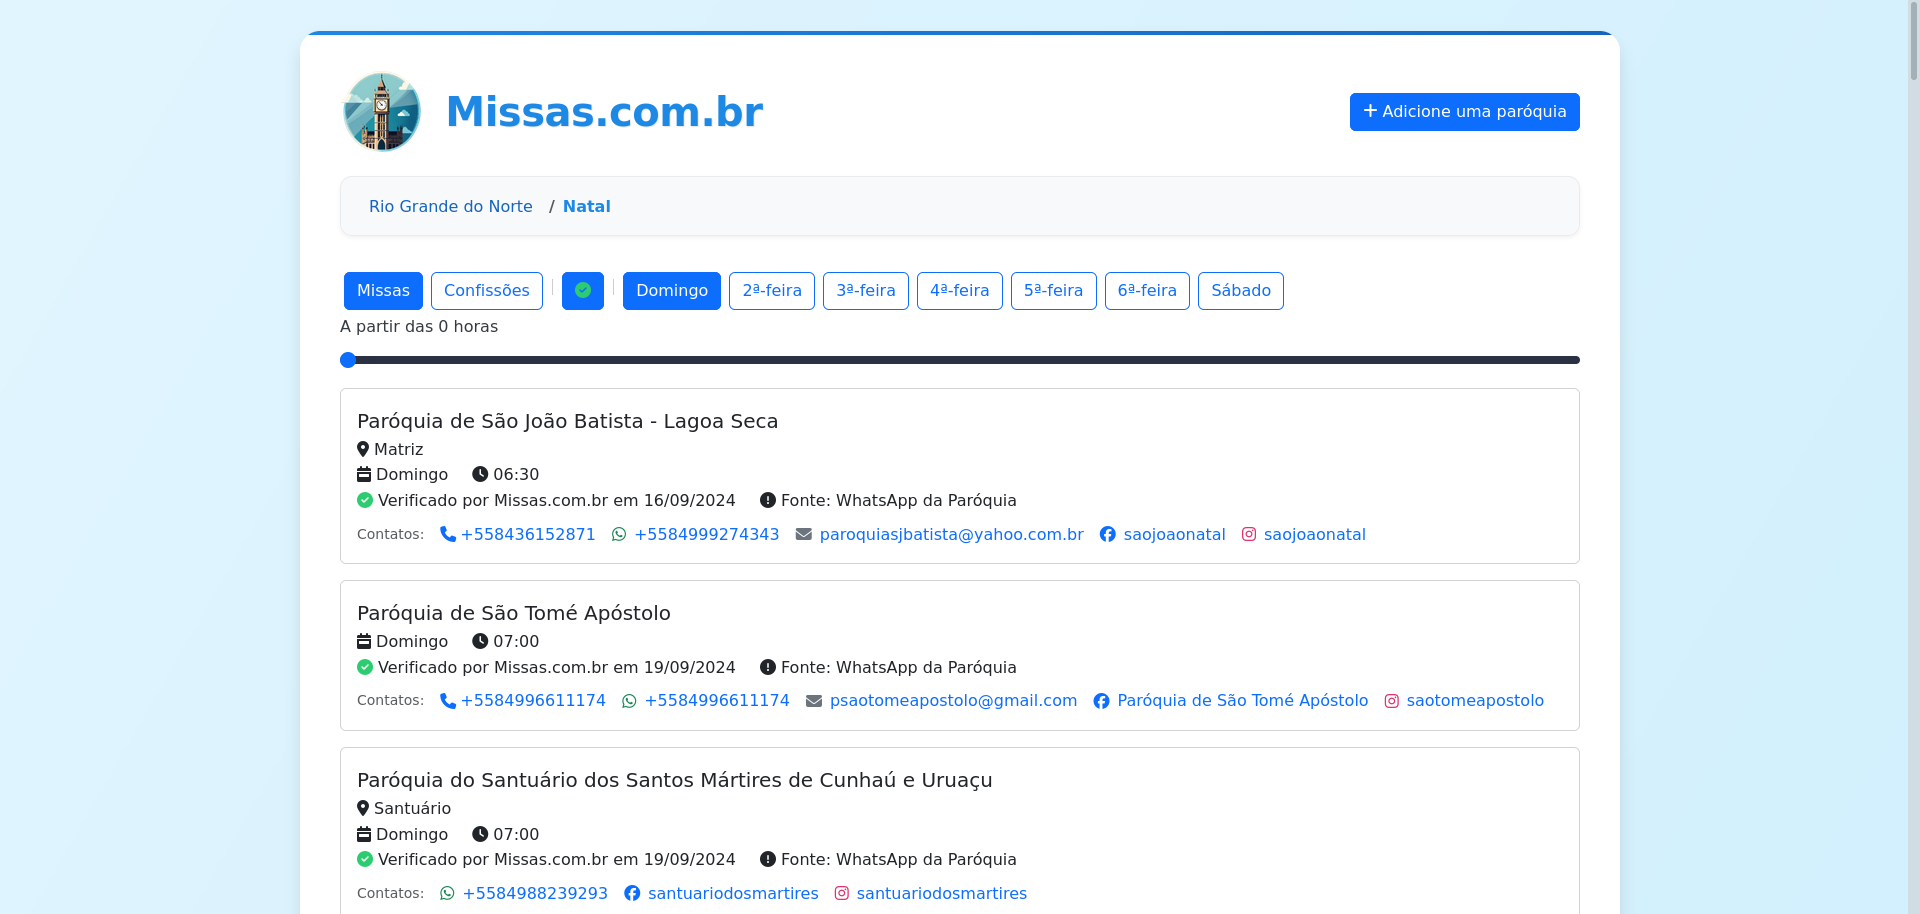 Missas.com.br
Adicione uma paróquia
Rio Grande do Norte / Natal
Missas Confissões Domingo 2ª-feira 3ª-feira 4ª-feira 5ª-feira 6ª-feira Sábado
A partir das 0 horas
Paróquia de São João Batista - Lagoa Seca
Matriz
Domingo 06:30
Verificado por Missas.com.br em 16/09/2024 Fonte: WhatsApp da Paróquia
Contatos: +558436152871 +5584999274343 paroquiasjbatista@yahoo.com.br saojoaonatal saojoaonatal
Paróquia de São Tomé Apóstolo
Domingo 07:00
Verificado por Missas.com.br em 19/09/2024 Fonte: WhatsApp da Paróquia
Contatos: +5584996611174 +5584996611174 psaotomeapostolo@gmail.com Paróquia de São Tomé Apóstolo saotomeapostolo
Paróquia do Santuário dos Santos Mártires de Cunhaú e Uruaçu
Santuário
Domingo 07:00
Verificado por Missas.com.br em 19/09/2024 Fonte: WhatsApp da Paróquia
Contatos: +5584988239293 santuariodosmartires santuariodosmartires